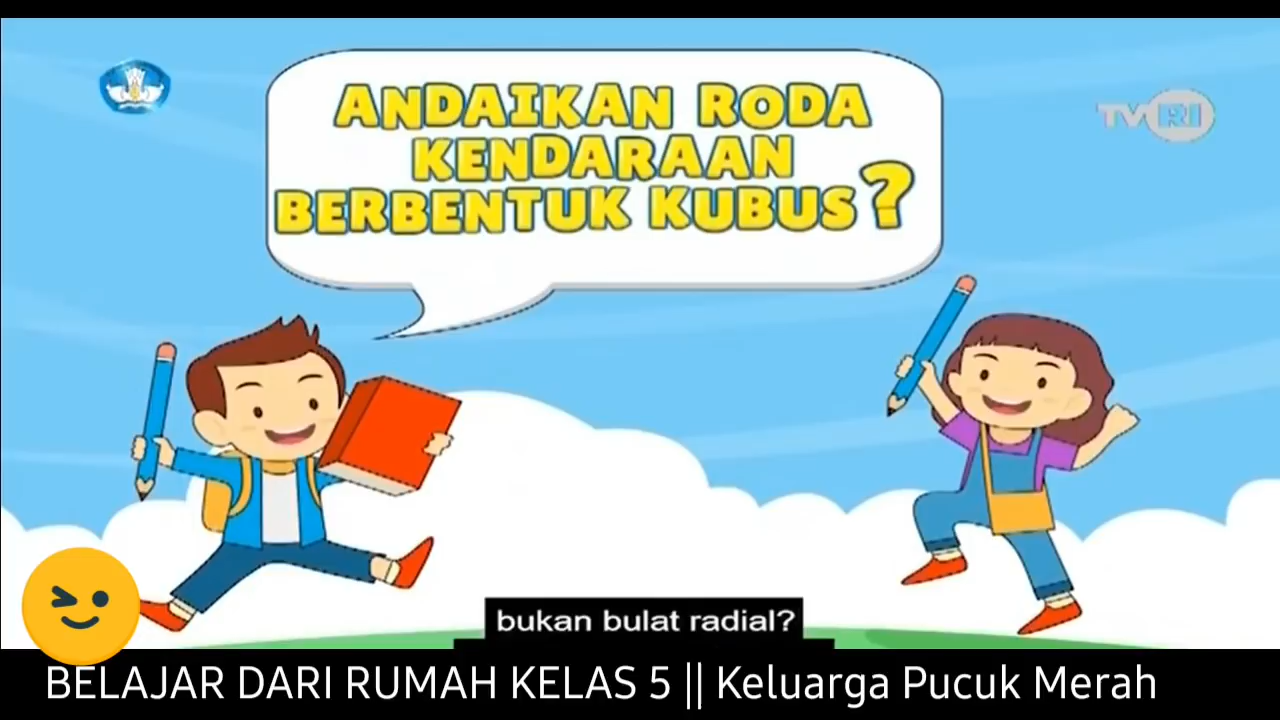 ANDAIKAN RODA
KENDARAAN
BERBENTUK KUBUS?
TVRI
bukan bulat radial?
BELAJAR DARI RUMAH KELAS 5 || Keluarga Pucuk Merah